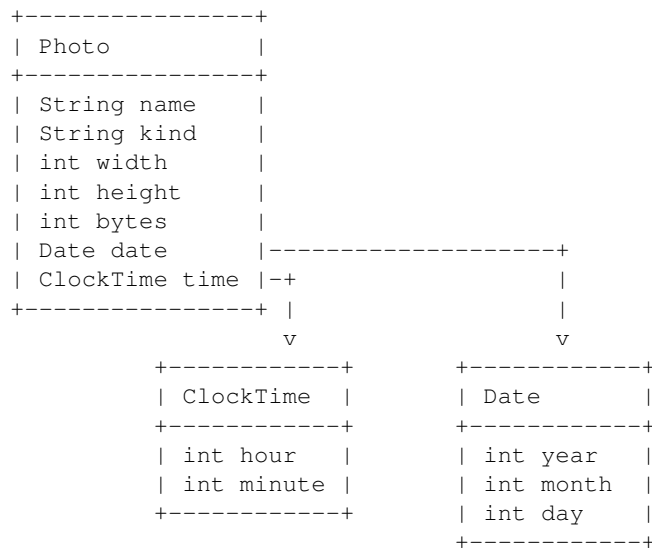 +----------------+
| Photo          |
+----------------+
| String name    |
| String kind    |
| int width      |
| int height     |
| int bytes      |
| Date date      |--------------------+
| ClockTime time |-+                  |
+----------------+ |                  |
                   v                  v
          +------------+       +------------+
          | ClockTime  |       | Date       |
          +------------+       +------------+
          | int hour   |       | int year   |
          | int minute |       | int month  |
          +------------+       | int day    |
                               +------------+